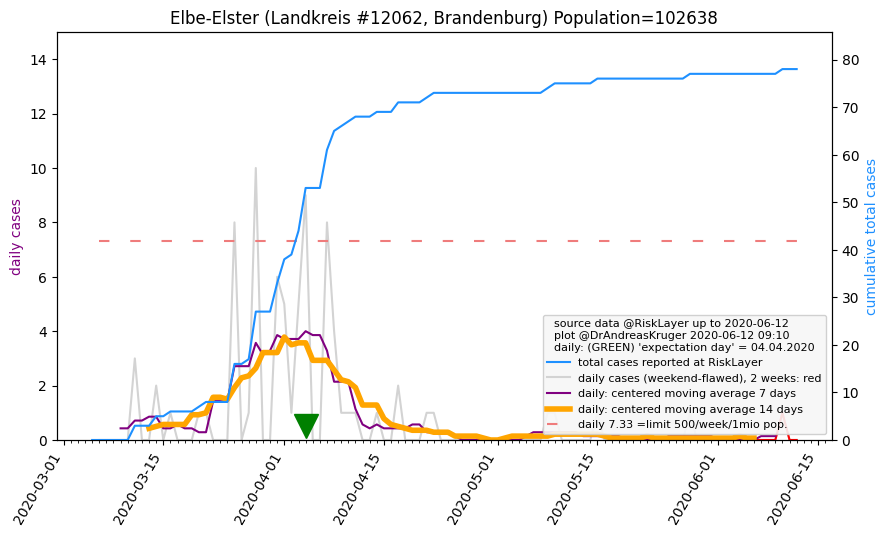 Elbe-Elster (Landkreis #12062, Brandenburg) Population=102638
daily cases
14
12
10
8
6
4
2
0
80
70
60
50
40
30
20
10
0
cumulative total cases
source data @RiskLayer up to 2020-06-12
plot @DrAndreasKruger 2020-06-12 09:10
daily: (GREEN) 'expectation day' = 04.04.2020
total cases reported at RiskLayer
daily cases (weekend-flawed), 2 weeks: red
daily: centered moving average 7 days
daily: centered moving average 14 days
daily 7.33 =limit 500/week/1mio pop.
2020-03-01
2020-03-15
2020-04-01
2020-04-15
2020-05-01
2020-05-15
2020-06-01
2020-06-15